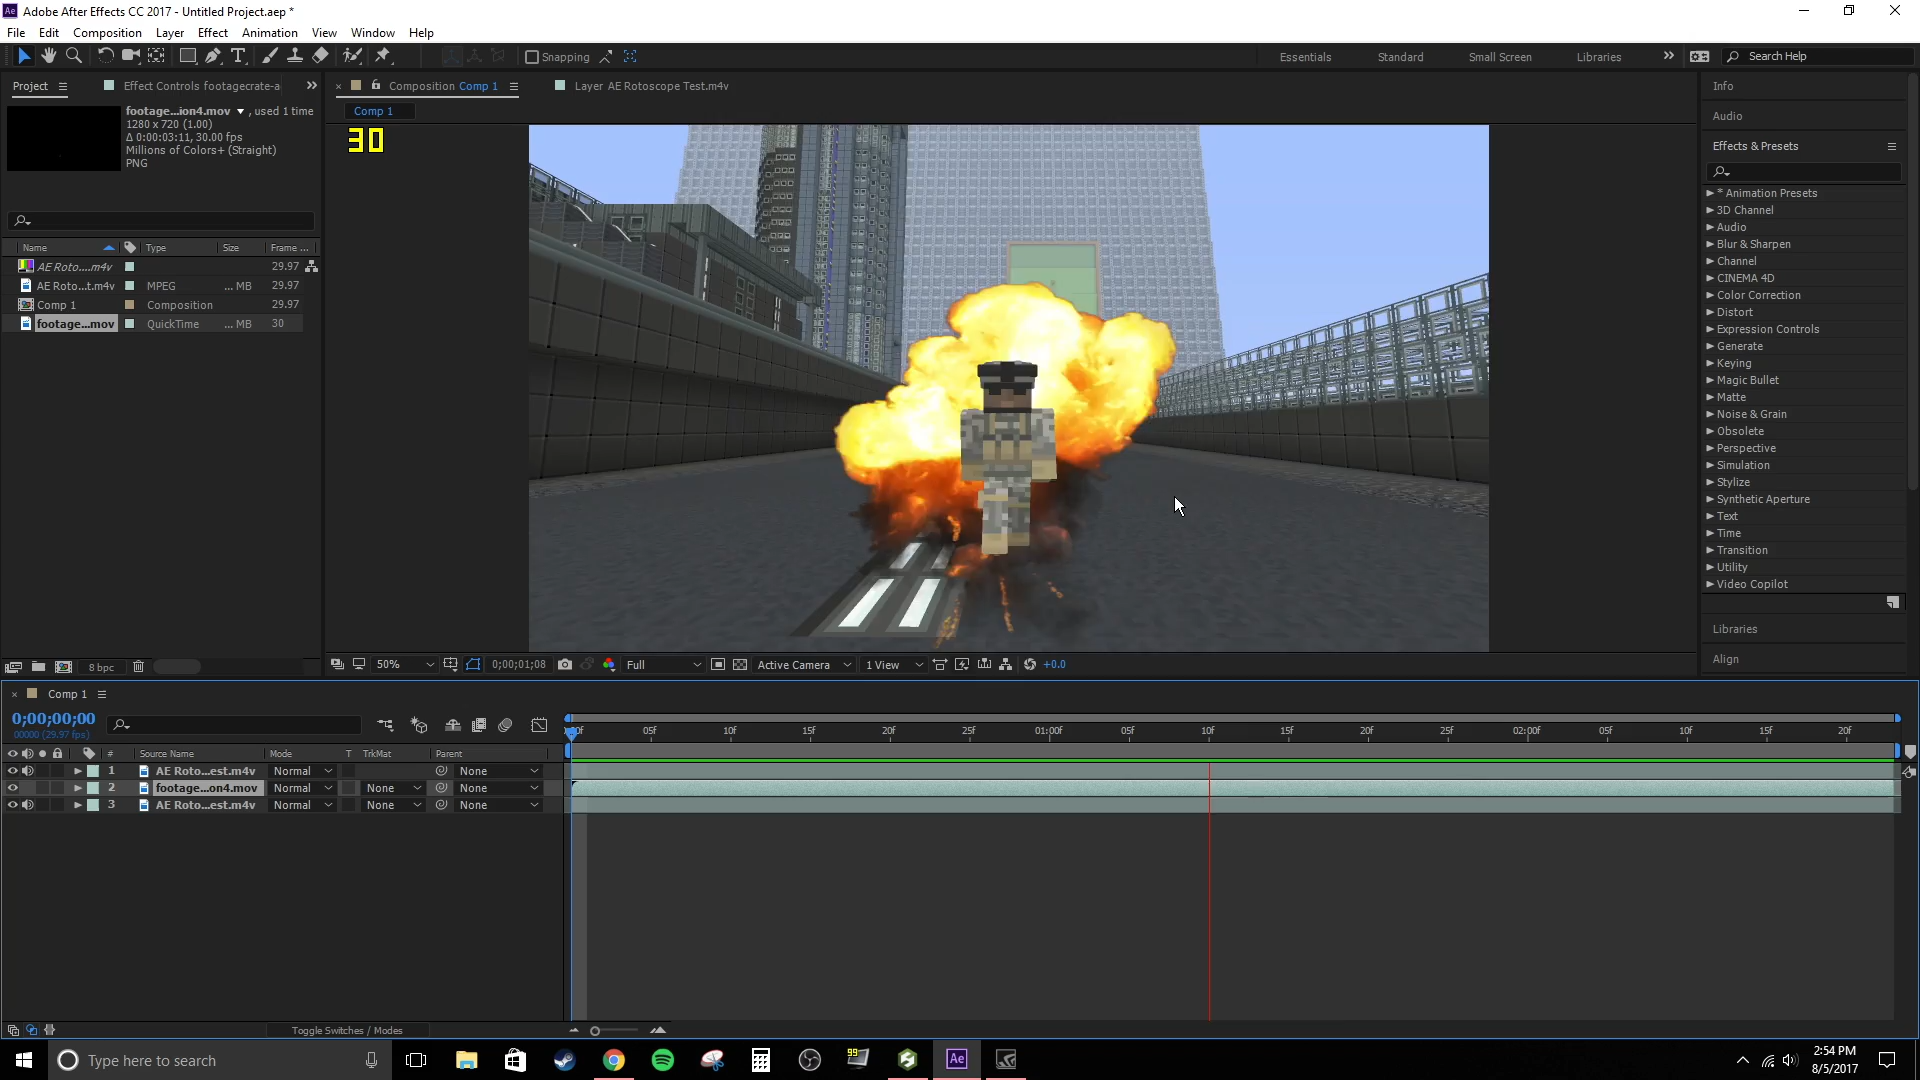 Ae Adobe After Effects CC 2017 - Untitled Project.aep *
File Edit Composition Layer Effect Animation View Window Help
Snapping
Essentials Standard Small Screen Libraries Search Help
Project Effect Controls footagecrate-a
Composition Comp 1 Layer AE Rotoscope Test.m4v
Comp 1
30
footage...ion4.mov , used 1 time
1280 x 720 (1.00)
Δ 0:00:03:11, 30.00 fps
Millions of Colors+ (Straight)
PNG
Name Type Size Frame ...
AE Roto....m4v 29.97
AE Roto...t.m4v MPEG ... MB 29.97
Comp 1 Composition 29.97
footage...mov QuickTime ... MB 30
8 bpc
50% 0;00;01;08 Full Active Camera 1 View +0.0
Info
Audio
Effects & Presets
* Animation Presets
3D Channel
Audio
Blur & Sharpen
Channel
CINEMA 4D
Color Correction
Distort
Expression Controls
Generate
Keying
Magic Bullet
Matte
Noise & Grain
Obsolete
Perspective
Simulation
Stylize
Synthetic Aperture
Text
Time
Transition
Utility
Video Copilot
Libraries
Align
Comp 1
0;00;00;00
00000 (29.97 fps)
05f 10f 15f 20f 25f 01:00f 05f 10f 15f 20f 25f 02:00f 05f 10f 15f 20f
# Source Name Mode T TrkMat Parent
1 AE Roto...est.m4v Normal None
2 footage...on4.mov Normal None None
3 AE Roto...est.m4v Normal None None
Toggle Switches / Modes
Type here to search
99
Ae
2:54 PM
8/5/2017